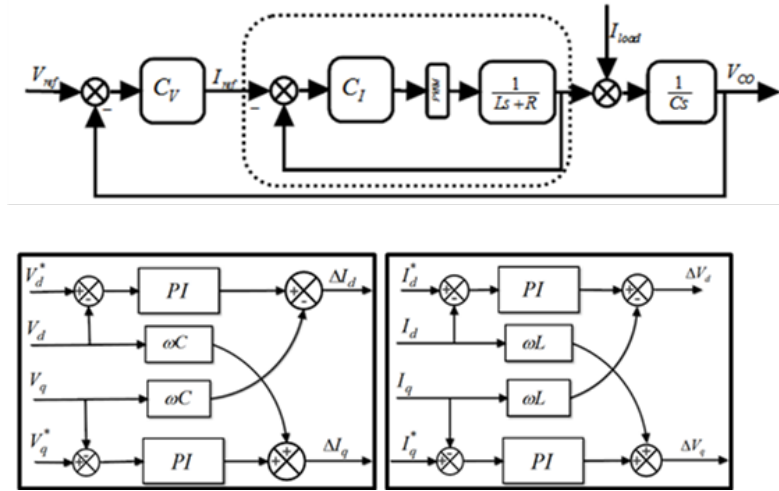 I_load
V_ref
C_V
I_ref
C_I
PWM
1
Ls + R
1
Cs
V_CO
V_d^*
PI
ΔI_d
V_d
ωC
V_q
ωC
V_q^*
PI
ΔI_q
I_d^*
PI
ΔV_d
I_d
ωL
I_q
ωL
I_q^*
PI
ΔV_q